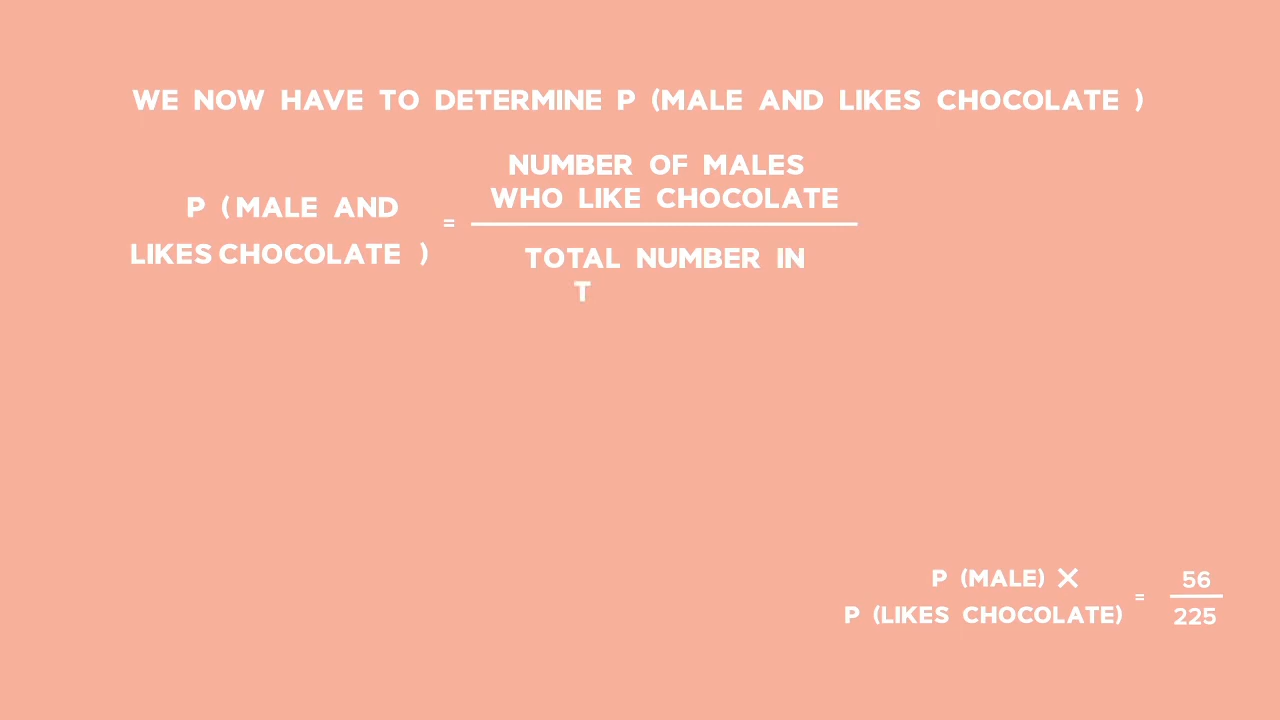 WE NOW HAVE TO DETERMINE P (MALE AND LIKES CHOCOLATE )
P ( MALE AND
LIKES CHOCOLATE )
=
NUMBER OF MALES
WHO LIKE CHOCOLATE
TOTAL NUMBER IN
T
P (MALE) ×
P (LIKES CHOCOLATE)
=
56
225